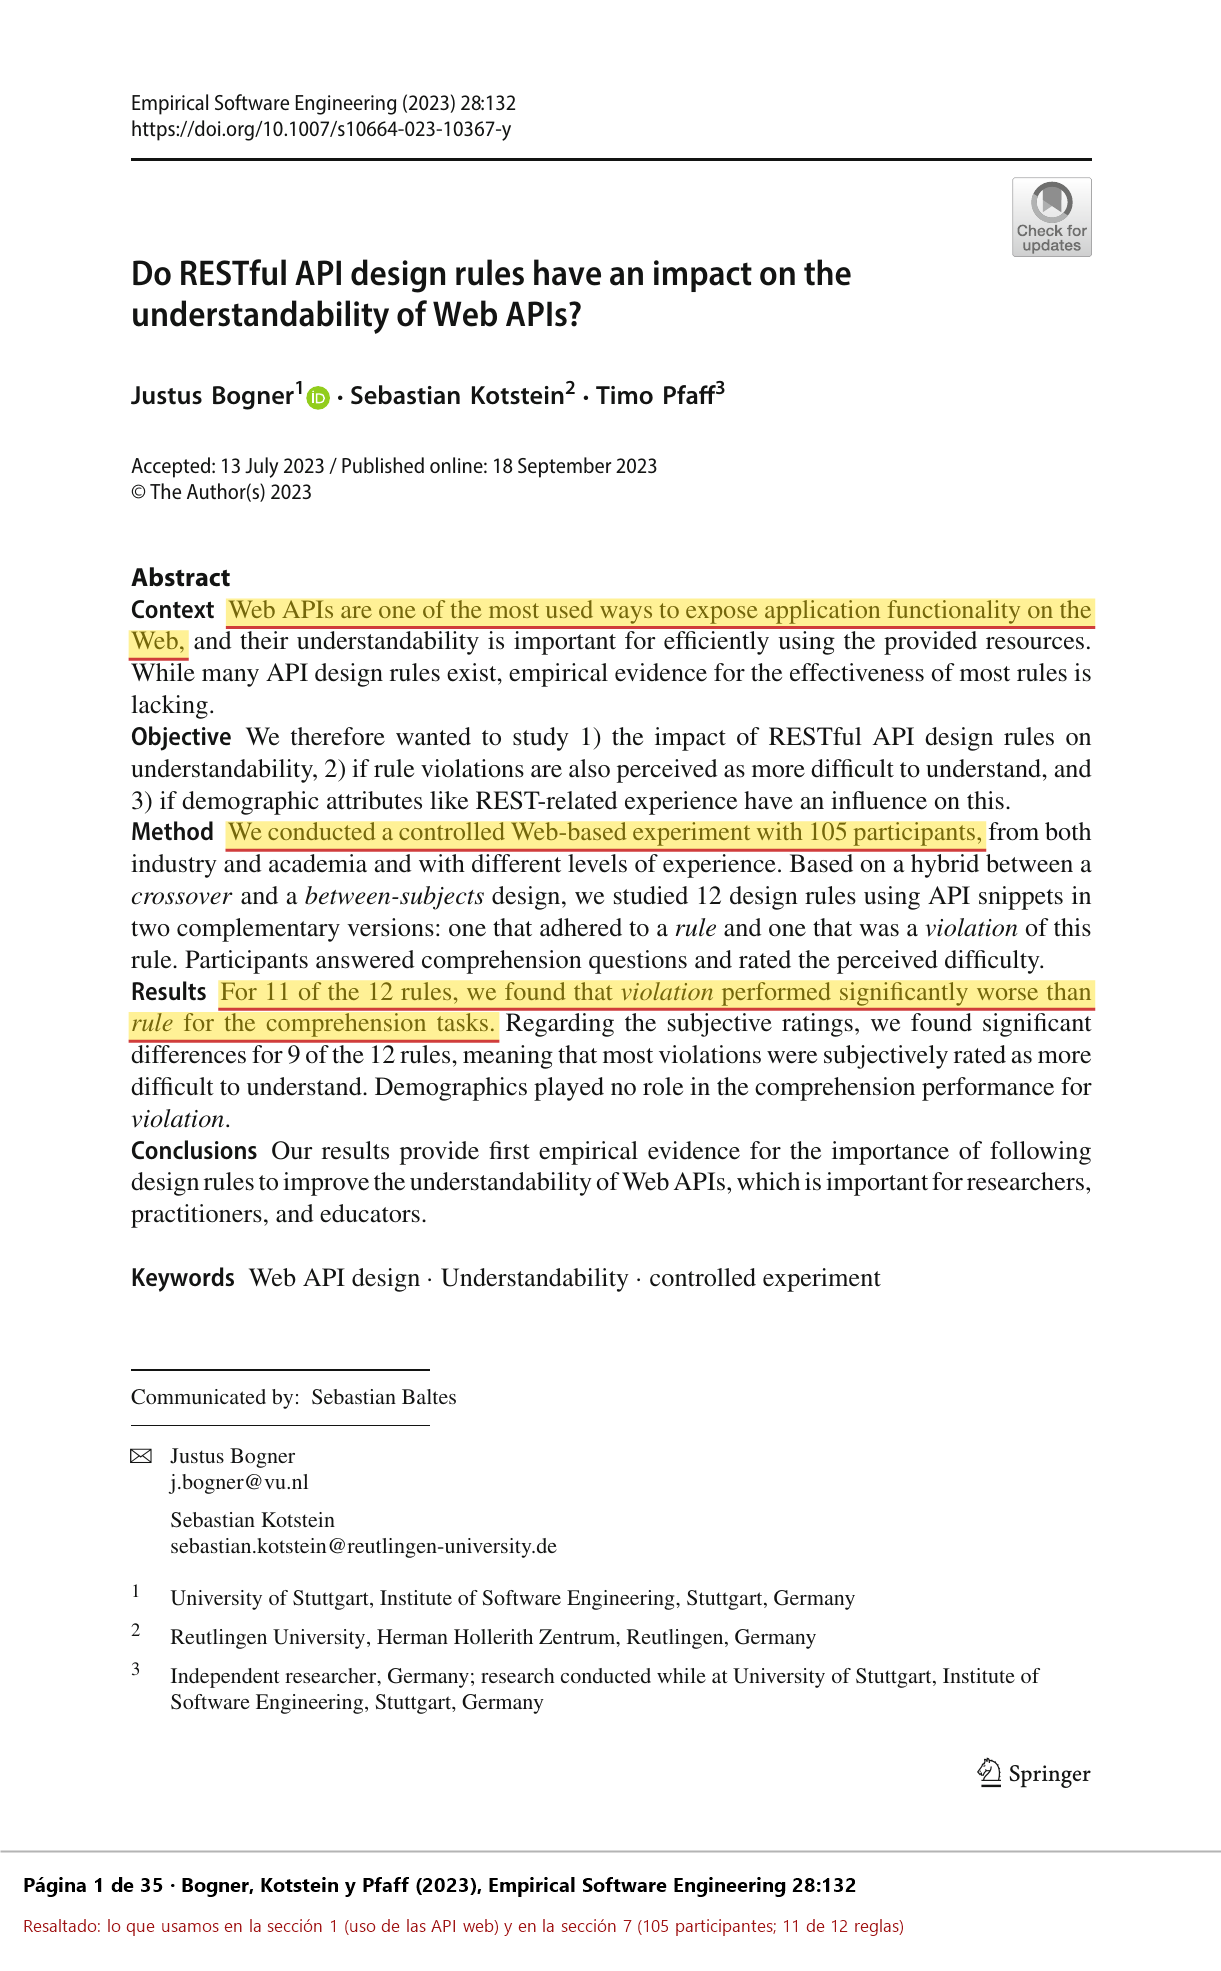 Empirical Software Engineering (2023) 28:132
https://doi.org/10.1007/s10664-023-10367-y
Check for
updates
Do RESTful API design rules have an impact on the
understandability of Web APIs?
Justus Bogner1 iD · Sebastian Kotstein2 · Timo Pfaff3
Accepted: 13 July 2023 / Published online: 18 September 2023
© The Author(s) 2023
Abstract
Context Web APIs are one of the most used ways to expose application functionality on the
Web, and their understandability is important for efficiently using the provided resources.
While many API design rules exist, empirical evidence for the effectiveness of most rules is
lacking.
Objective We therefore wanted to study 1) the impact of RESTful API design rules on
understandability, 2) if rule violations are also perceived as more difficult to understand, and
3) if demographic attributes like REST-related experience have an influence on this.
Method We conducted a controlled Web-based experiment with 105 participants, from both
industry and academia and with different levels of experience. Based on a hybrid between a
crossover and a between-subjects design, we studied 12 design rules using API snippets in
two complementary versions: one that adhered to a rule and one that was a violation of this
rule. Participants answered comprehension questions and rated the perceived difficulty.
Results For 11 of the 12 rules, we found that violation performed significantly worse than
rule for the comprehension tasks. Regarding the subjective ratings, we found significant
differences for 9 of the 12 rules, meaning that most violations were subjectively rated as more
difficult to understand. Demographics played no role in the comprehension performance for
violation.
Conclusions Our results provide first empirical evidence for the importance of following
design rules to improve the understandability of Web APIs, which is important for researchers,
practitioners, and educators.
Keywords Web API design · Understandability · controlled experiment
Communicated by: Sebastian Baltes
Justus Bogner
j.bogner@vu.nl
Sebastian Kotstein
sebastian.kotstein@reutlingen-university.de
1 University of Stuttgart, Institute of Software Engineering, Stuttgart, Germany
2 Reutlingen University, Herman Hollerith Zentrum, Reutlingen, Germany
3 Independent researcher, Germany; research conducted while at University of Stuttgart, Institute of
Software Engineering, Stuttgart, Germany
Springer
Página 1 de 35 · Bogner, Kotstein y Pfaff (2023), Empirical Software Engineering 28:132
Resaltado: lo que usamos en la sección 1 (uso de las API web) y en la sección 7 (105 participantes; 11 de 12 reglas)